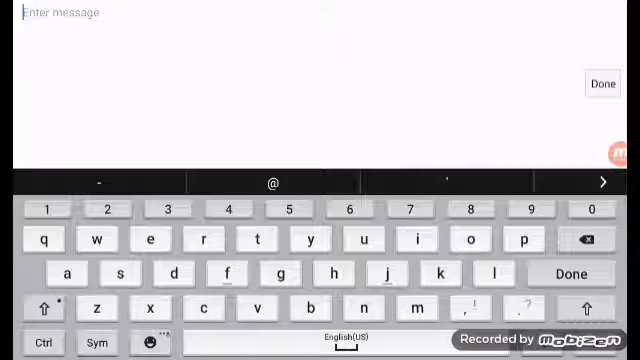 Enter message
Done
- @ '
1 2 3 4 5 6 7 8 9 0
q w e r t y u i o p
a s d f g h j k l Done
z x c v b n m , ! . ?
Ctrl Sym English(US)
Recorded by mobizen